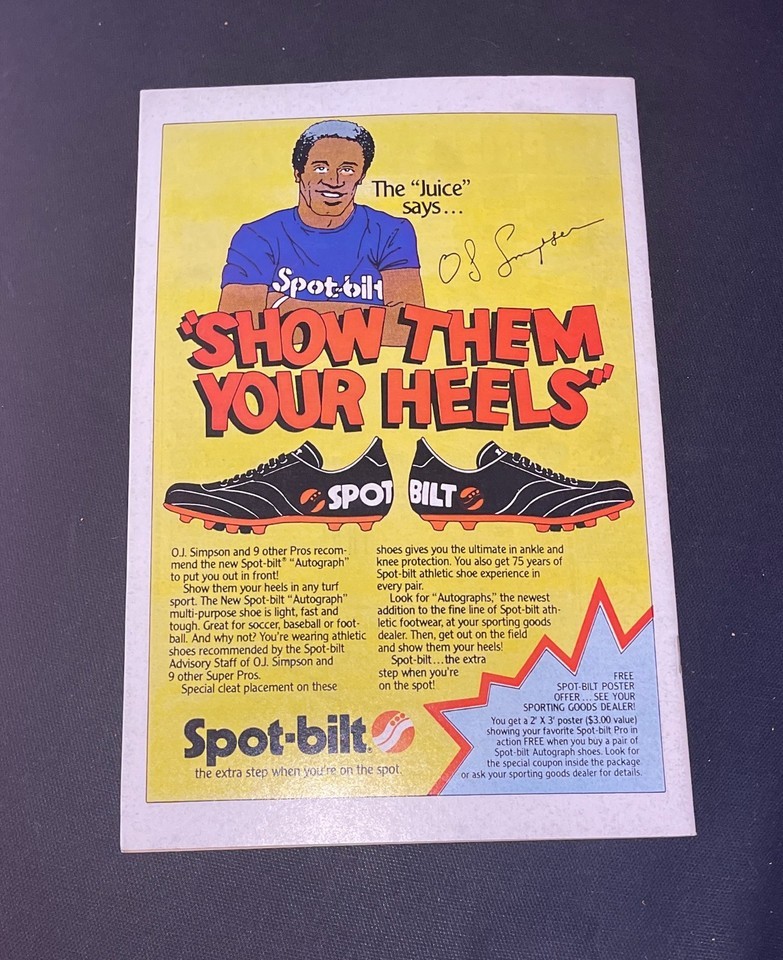 The "Juice"
says...
OJ Simpson
Spot-bilt
"SHOW THEM
YOUR HEELS"
SPOT BILT
O.J. Simpson and 9 other Pros recom-
mend the new Spot-bilt® "Autograph"
to put you out in front!
Show them your heels in any turf
sport. The New Spot-bilt "Autograph"
multi-purpose shoe is light, fast and
tough. Great for soccer, baseball or foot-
ball. And why not? You're wearing athletic
shoes recommended by the Spot-bilt
Advisory Staff of O.J. Simpson and
9 other Super Pros.
Special cleat placement on these
shoes gives you the ultimate in ankle and
knee protection. You also get 75 years of
Spot-bilt athletic shoe experience in
every pair.
Look for "Autographs," the newest
addition to the fine line of Spot-bilt ath-
letic footwear, at your sporting goods
dealer. Then, get out on the field
and show them your heels!
Spot-bilt...the extra
step when you're
on the spot!
Spot-bilt®
the extra step when you're on the spot.
FREE
SPOT-BILT POSTER
OFFER...SEE YOUR
SPORTING GOODS DEALER!
You get a 2' X 3' poster ($3.00 value)
showing your favorite Spot-bilt Pro in
action FREE when you buy a pair of
Spot-bilt Autograph shoes. Look for
the special coupon inside the package
or ask your sporting goods dealer for details.